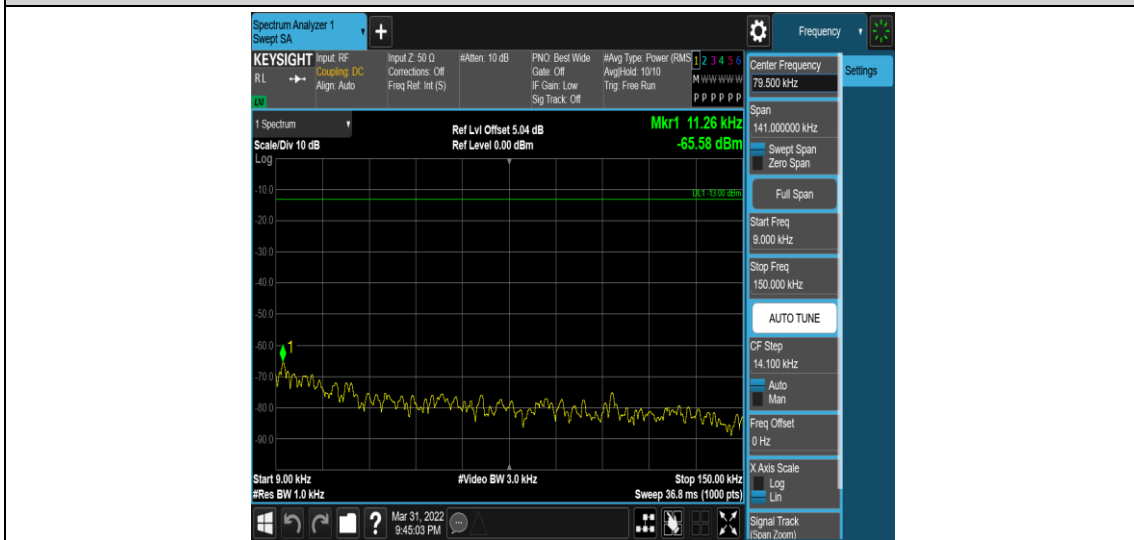 Spectrum Analyzer 1
Swept SA
+
Frequency
KEYSIGHT
RL
LXI
Input: RF
Coupling: DC
Align: Auto
Input Z: 50 Ω
Corrections: Off
Freq Ref: Int (S)
#Atten: 10 dB
PNO: Best Wide
Gate: Off
IF Gain: Low
Sig Track: Off
#Avg Type: Power (RMS
Avg|Hold: 10/10
Trig: Free Run
1 2 3 4 5 6
M W W W W W
P P P P P P
1 Spectrum
Scale/Div 10 dB
Log
Ref Lvl Offset 5.04 dB
Ref Level 0.00 dBm
Mkr1 11.26 kHz
-65.58 dBm
DL1 -13.00 dBm
-10.0
-20.0
-30.0
-40.0
-50.0
-60.0
-70.0
-80.0
-90.0
1
Start 9.00 kHz
#Res BW 1.0 kHz
#Video BW 3.0 kHz
Stop 150.00 kHz
Sweep 36.8 ms (1000 pts)
Mar 31, 2022
9:45:03 PM
?
Center Frequency
79.500 kHz
Settings
Span
141.000000 kHz
Swept Span
Zero Span
Full Span
Start Freq
9.000 kHz
Stop Freq
150.000 kHz
AUTO TUNE
CF Step
14.100 kHz
Auto
Man
Freq Offset
0 Hz
X Axis Scale
Log
Lin
Signal Track
(Span Zoom)